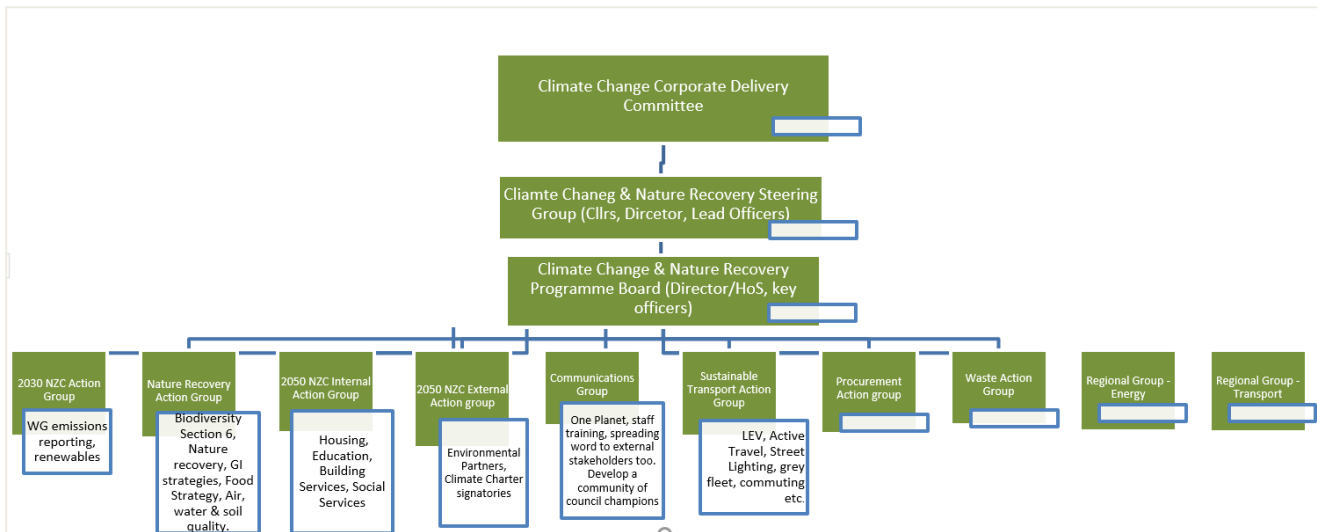 Climate Change Corporate Delivery
Committee
Cliamte Chaneg & Nature Recovery Steering
Group (Cllrs, Dircetor, Lead Officers)
Climate Change & Nature Recovery
Programme Board (Director/HoS, key
officers)
2030 NZC Action
Group
WG emissions
reporting,
renewables
Nature Recovery
Action Group
Biodiversity
Section 6,
Nature
recovery, GI
strategies, Food
Strategy, Air,
water & soil
quality.
2050 NZC Internal
Action Group
Housing,
Education,
Building
Services, Social
Services
2050 NZC External
Action group
Environmental
Partners,
Climate Charter
signatories
Communications
Group
One Planet, staff
training, spreading
word to external
stakeholders too.
Develop a
community of
council champions
Sustainable
Transport Action
Group
LEV, Active
Travel, Street
Lighting, grey
fleet, commuting
etc.
Procurement
Action group
Waste Action
Group
Regional Group -
Energy
Regional Group -
Transport